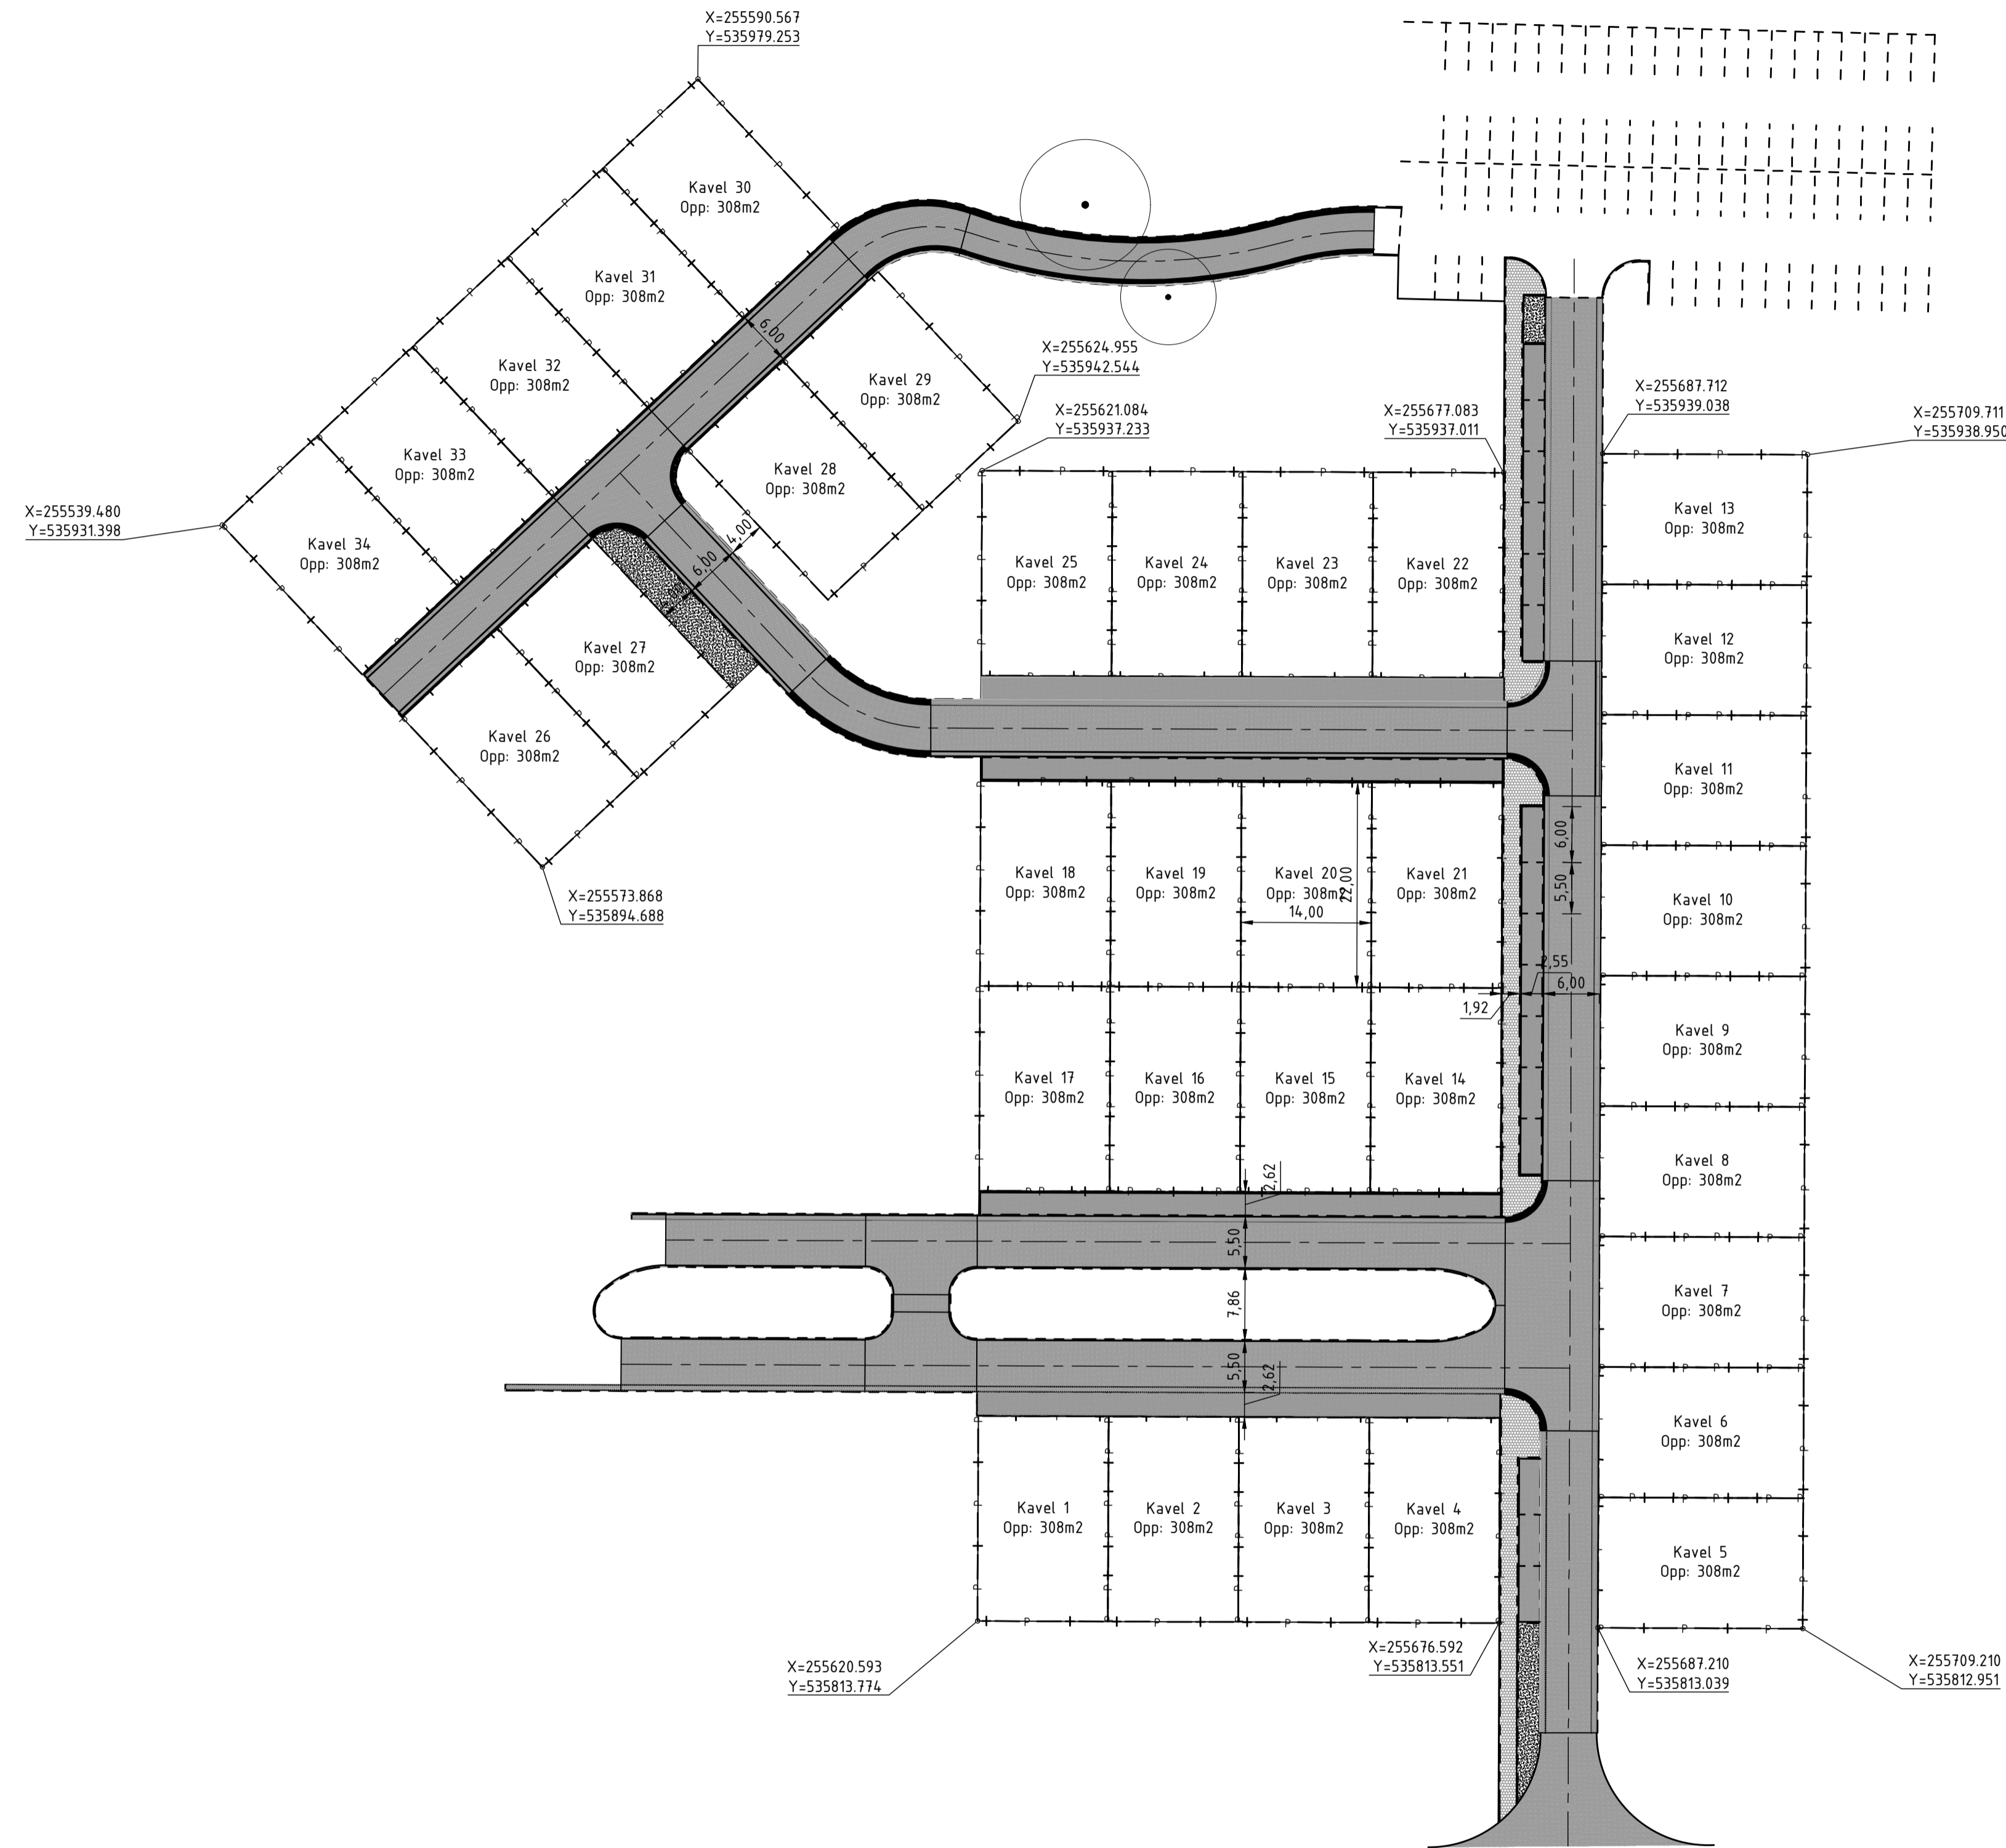 X=255590.567
Y=535979.253
Kavel 30
Opp: 308m2
Kavel 31
Opp: 308m2
6,00
Kavel 32
Opp: 308m2
Kavel 29
Opp: 308m2
X=255624.955
Y=535942.544
X=255621.084
Y=535937.233
X=255677.083
Y=535937.011
X=255687.712
Y=535939.038
X=255709.711
Y=535938.950
Kavel 33
Opp: 308m2
Kavel 28
Opp: 308m2
X=255539.480
Y=535931.398
Kavel 34
Opp: 308m2
4,00
6,00
Kavel 13
Opp: 308m2
Kavel 25
Opp: 308m2
Kavel 24
Opp: 308m2
Kavel 23
Opp: 308m2
Kavel 22
Opp: 308m2
Kavel 27
Opp: 308m2
Kavel 12
Opp: 308m2
Kavel 26
Opp: 308m2
Kavel 11
Opp: 308m2
6,00
5,50
X=255573.868
Y=535894.688
Kavel 18
Opp: 308m2
Kavel 19
Opp: 308m2
Kavel 20
Opp: 308m2
22,00
14,00
Kavel 21
Opp: 308m2
Kavel 10
Opp: 308m2
2,55
6,00
1,92
Kavel 9
Opp: 308m2
Kavel 17
Opp: 308m2
Kavel 16
Opp: 308m2
Kavel 15
Opp: 308m2
Kavel 14
Opp: 308m2
Kavel 8
Opp: 308m2
2,62
5,50
7,86
5,50
2,62
Kavel 7
Opp: 308m2
Kavel 6
Opp: 308m2
Kavel 1
Opp: 308m2
Kavel 2
Opp: 308m2
Kavel 3
Opp: 308m2
Kavel 4
Opp: 308m2
Kavel 5
Opp: 308m2
X=255620.593
Y=535813.774
X=255676.592
Y=535813.551
X=255687.210
Y=535813.039
X=255709.210
Y=535812.951